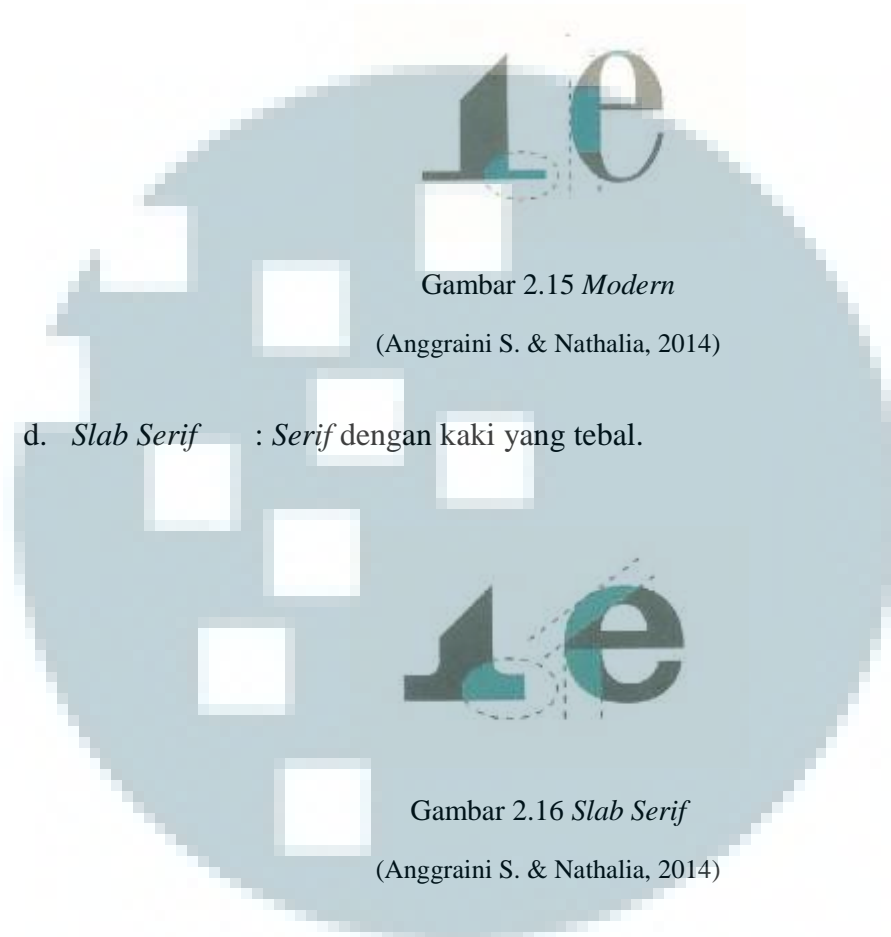 e
Gambar 2.15 Modern
(Anggraini S. & Nathalia, 2014)
d. Slab Serif : Serif dengan kaki yang tebal.
e
Gambar 2.16 Slab Serif
(Anggraini S. & Nathalia, 2014)